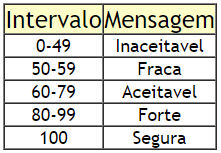 Intervalo Mensagem
0-49 Inaceitavel
50-59 Fraca
60-79 Aceitavel
80-99 Forte
100 Segura